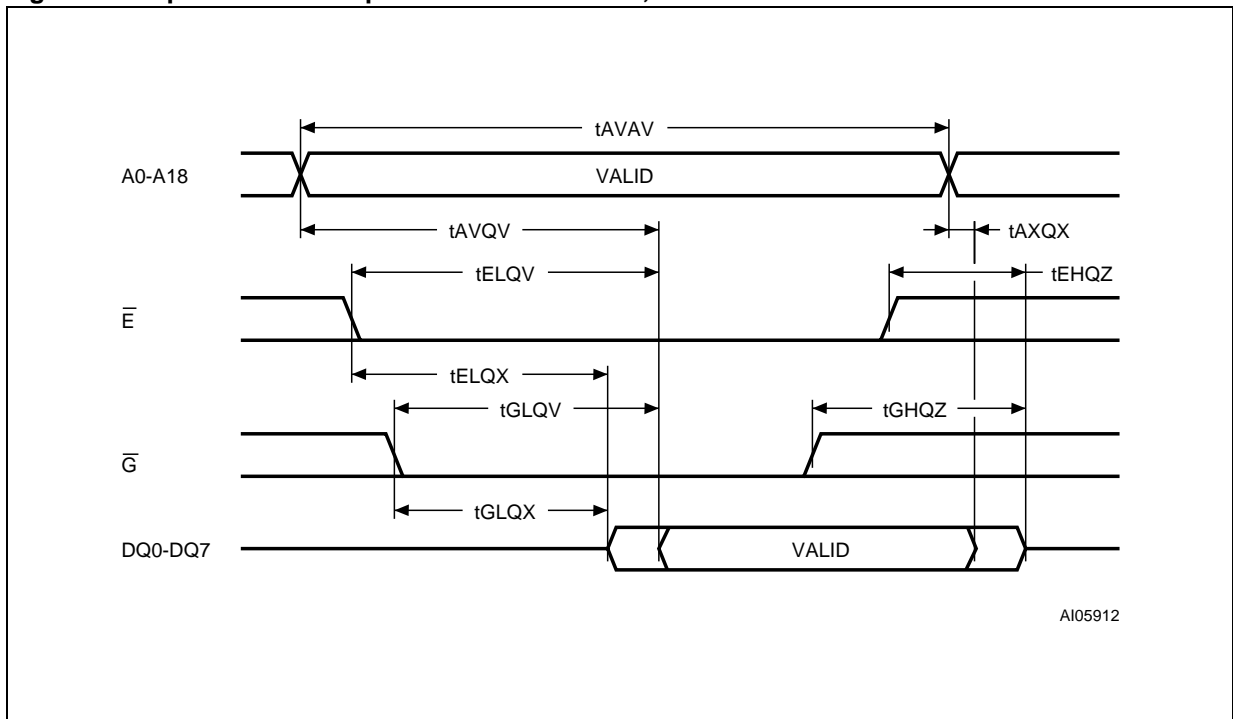 tAVAV
A0-A18 VALID
tAVQV tAXQX
tELQV tEHQZ
E̅
tELQX
tGLQV tGHQZ
G̅
tGLQX
DQ0-DQ7 VALID
AI05912